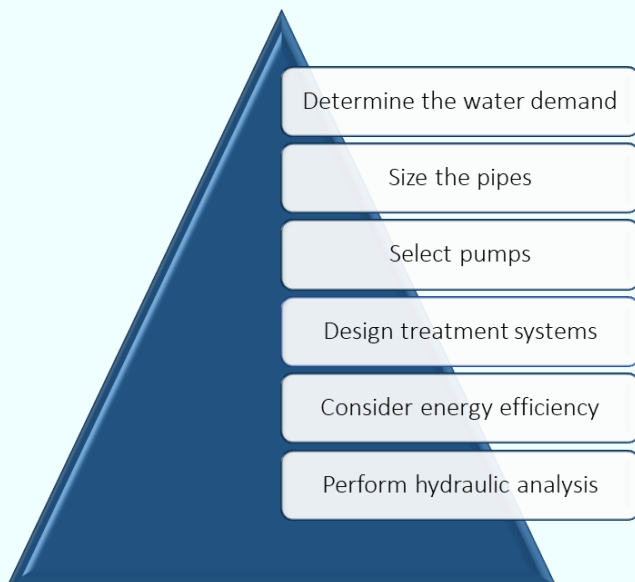 Determine the water demand
Size the pipes
Select pumps
Design treatment systems
Consider energy efficiency
Perform hydraulic analysis